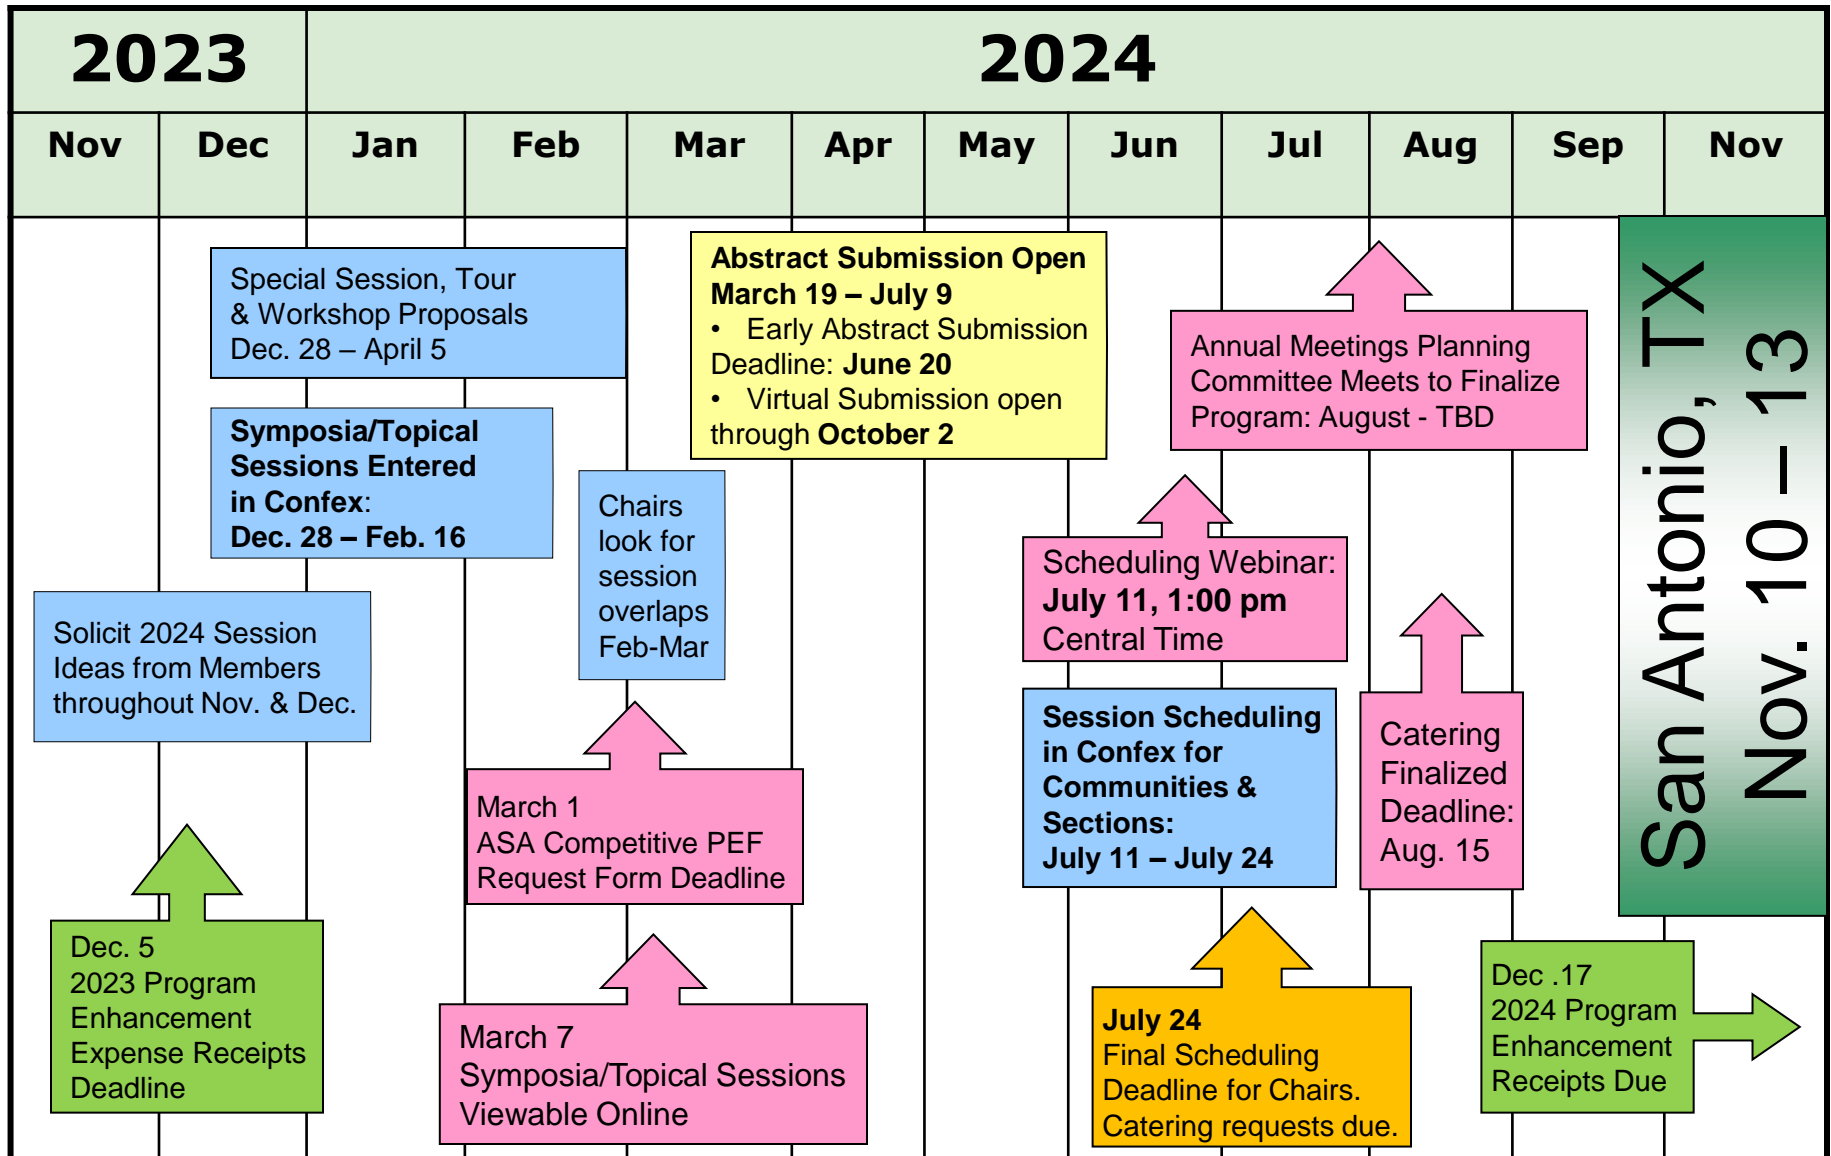 2023
2024
Nov
Dec
Jan
Feb
Mar
Apr
May
Jun
Jul
Aug
Sep
Nov
Special Session, Tour
& Workshop Proposals
Dec. 28 – April 5
Symposia/Topical
Sessions Entered
in Confex:
Dec. 28 – Feb. 16
Solicit 2024 Session
Ideas from Members
throughout Nov. & Dec.
Dec. 5
2023 Program
Enhancement
Expense Receipts
Deadline
Chairs
look for
session
overlaps
Feb-Mar
March 1
ASA Competitive PEF
Request Form Deadline
March 7
Symposia/Topical Sessions
Viewable Online
Abstract Submission Open
March 19 – July 9
• Early Abstract Submission
Deadline: June 20
• Virtual Submission open
through October 2
Annual Meetings Planning
Committee Meets to Finalize
Program: August - TBD
Scheduling Webinar:
July 11, 1:00 pm
Central Time
Session Scheduling
in Confex for
Communities &
Sections:
July 11 – July 24
July 24
Final Scheduling
Deadline for Chairs.
Catering requests due.
Catering
Finalized
Deadline:
Aug. 15
San Antonio, TX
Nov. 10 – 13
Dec .17
2024 Program
Enhancement
Receipts Due